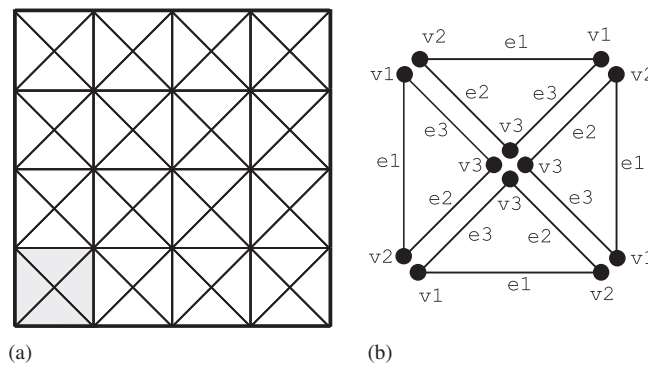 v2 e1 v1
v1 v2
e2 e3
e3 e2
v3
e1 v3 v3 e1
v3
e2 e3
e3 e2
v2 v1
v1 e1 v2
(a) (b)